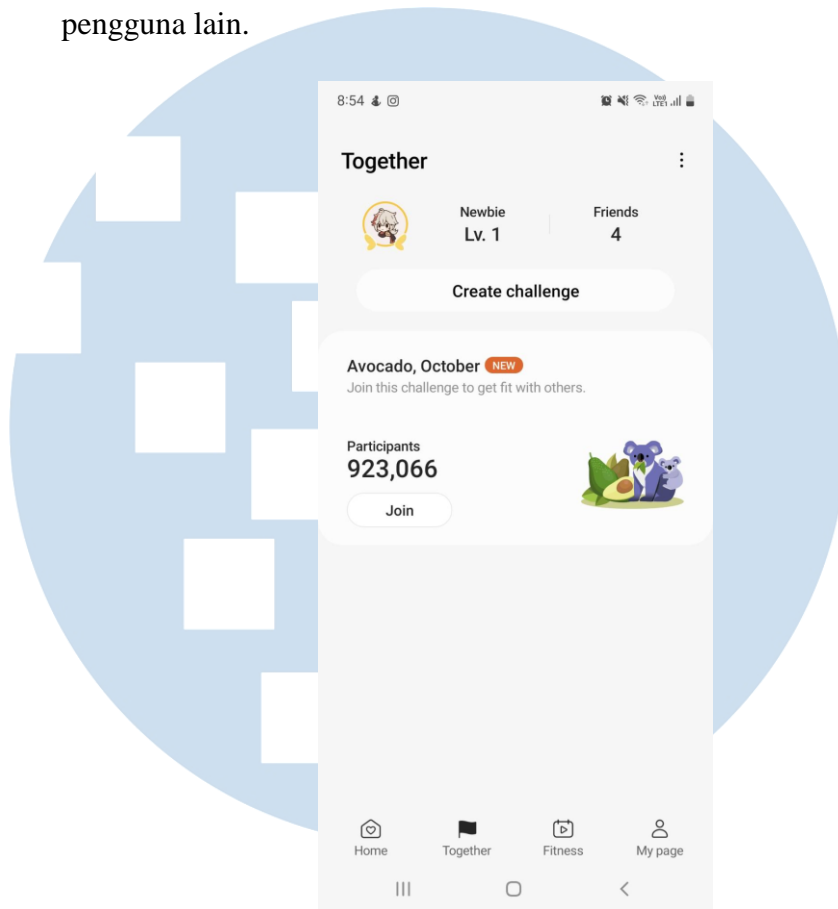 pengguna lain.
8:54
Together
Newbie
Lv. 1
Friends
4
Create challenge
Avocado, October NEW
Join this challenge to get fit with others.
Participants
923,066
Join
Home Together Fitness My page